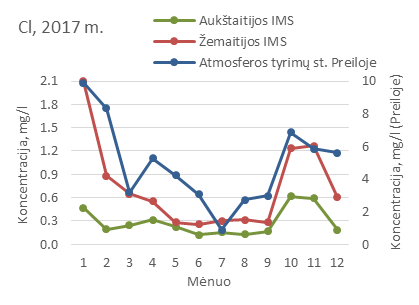 Cl, 2017 m.
Aukštaitijos IMS
Žemaitijos IMS
Atmosferos tyrimų st. Preiloje
Koncentracija, mg/l
2.1
1.8
1.5
1.2
0.9
0.6
0.3
0.0
10
8
6
4
2
0
Koncentracija, mg/l (Preiloje)
1 2 3 4 5 6 7 8 9 10 11 12
Mėnuo